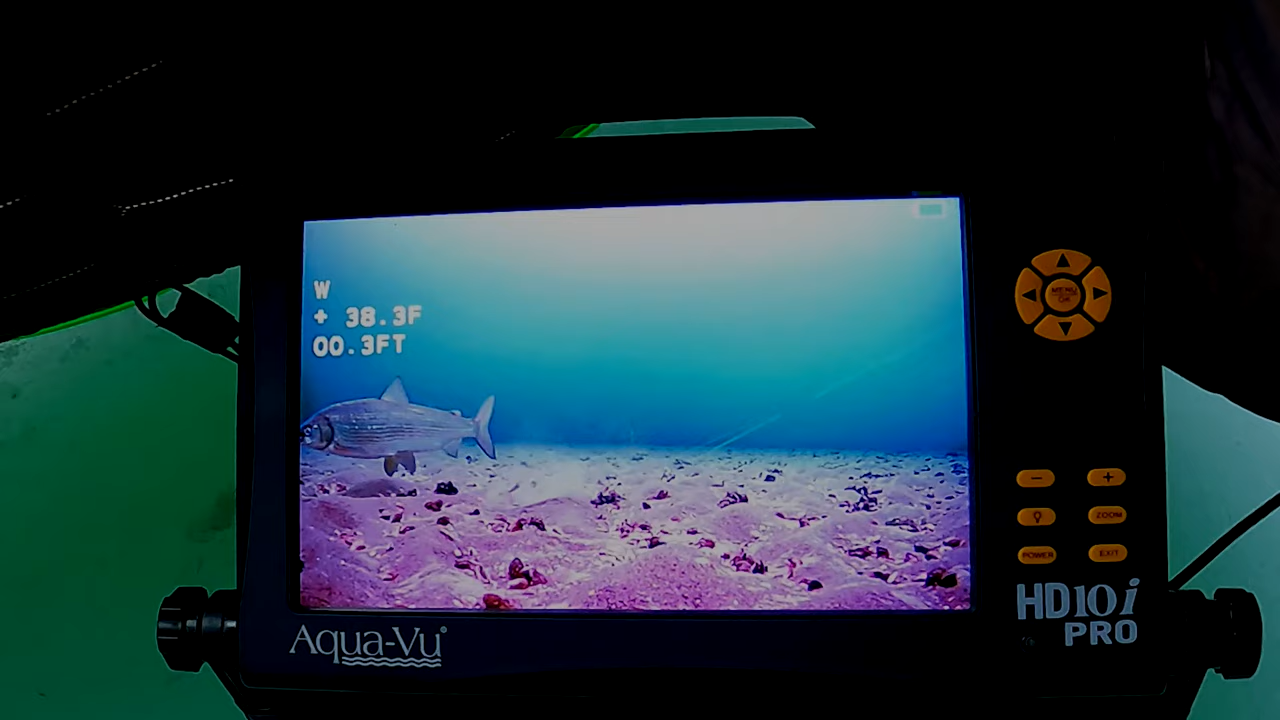 W
+ 38.3F
00.3FT
MENU
OK
- +
ZOOM
POWER EXIT
HD10i
PRO
Aqua-Vu®